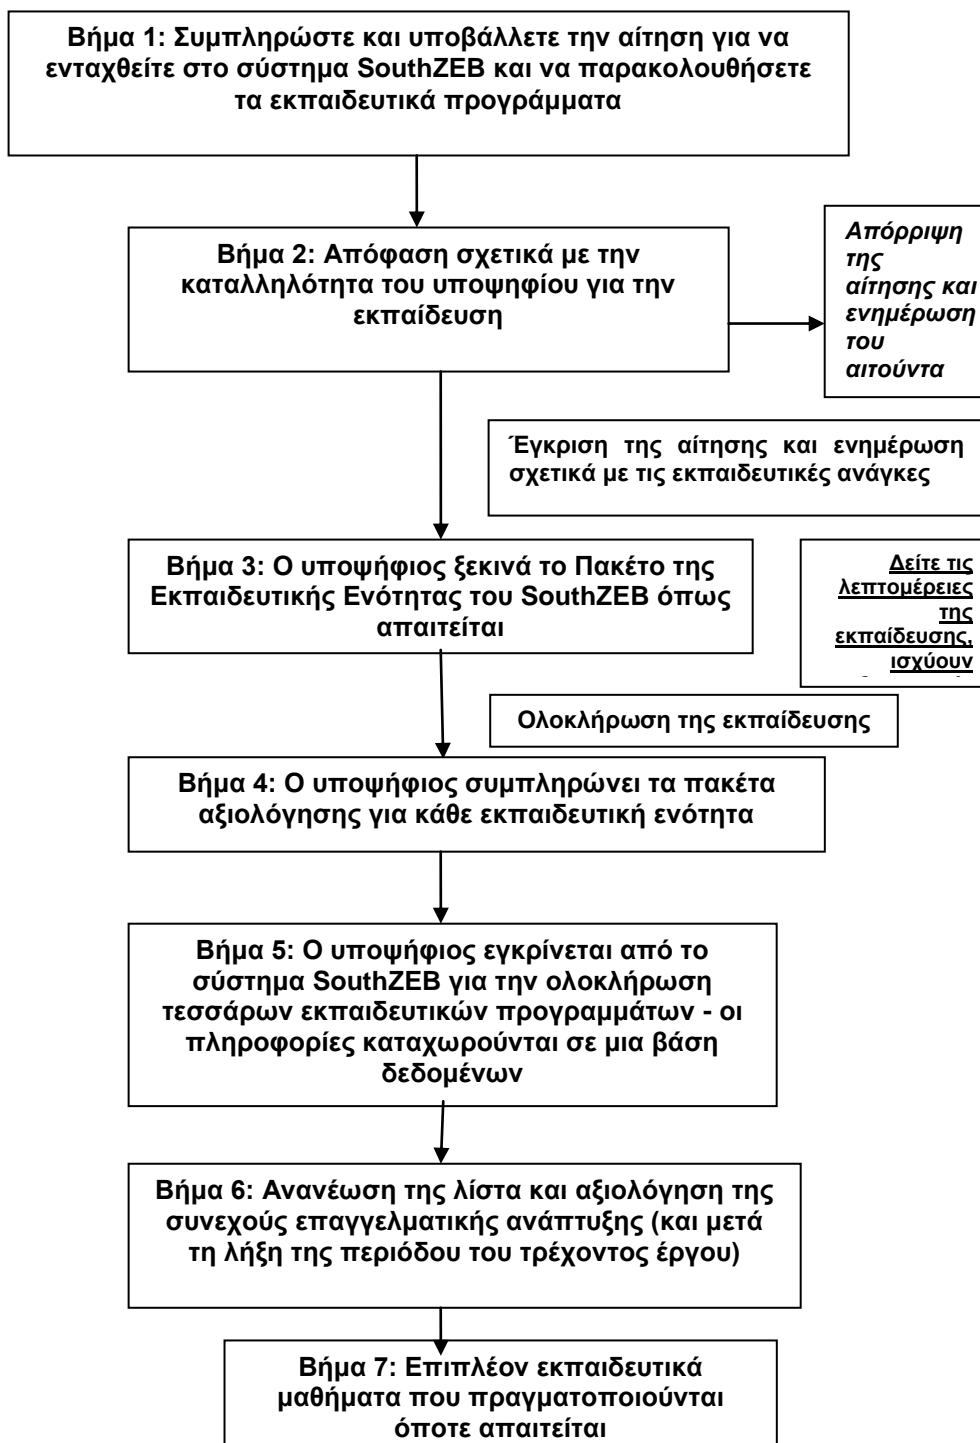 Βήμα 1: Συμπληρώστε και υποβάλλετε την αίτηση για να
ενταχθείτε στο σύστημα SouthZEB και να παρακολουθήσετε
τα εκπαιδευτικά προγράμματα
Βήμα 2: Απόφαση σχετικά με την
καταλληλότητα του υποψηφίου για την
εκπαίδευση
Απόρριψη
της
αίτησης και
ενημέρωση
του
αιτούντα
Έγκριση της αίτησης και ενημέρωση
σχετικά με τις εκπαιδευτικές ανάγκες
Βήμα 3: Ο υποψήφιος ξεκινά το Πακέτο της
Εκπαιδευτικής Ενότητας του SouthZEB όπως
απαιτείται
Δείτε τις
λεπτομέρειες
της
εκπαίδευσης,
ισχύουν
Ολοκλήρωση της εκπαίδευσης
Βήμα 4: Ο υποψήφιος συμπληρώνει τα πακέτα
αξιολόγησης για κάθε εκπαιδευτική ενότητα
Βήμα 5: Ο υποψήφιος εγκρίνεται από το
σύστημα SouthZEB για την ολοκλήρωση
τεσσάρων εκπαιδευτικών προγραμμάτων - οι
πληροφορίες καταχωρούνται σε μια βάση
δεδομένων
Βήμα 6: Ανανέωση της λίστα και αξιολόγηση της
συνεχούς επαγγελματικής ανάπτυξης (και μετά
τη λήξη της περιόδου του τρέχοντος έργου)
Βήμα 7: Επιπλέον εκπαιδευτικά
μαθήματα που πραγματοποιούνται
όποτε απαιτείται